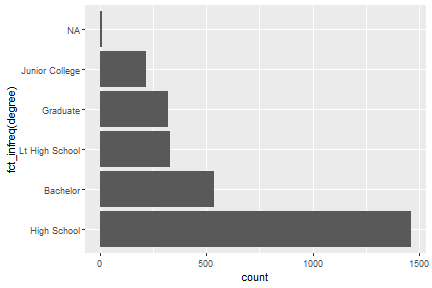 NA
Junior College
Graduate
Lt High School
Bachelor
High School
fct_infreq(degree)
0
500
1000
1500
count